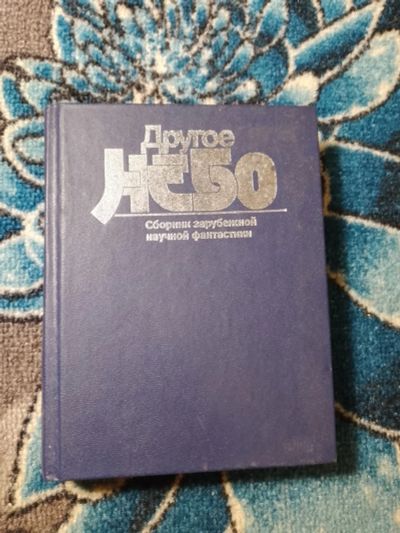 Другое
НЕБО
Сборник зарубежной
научной фантастики